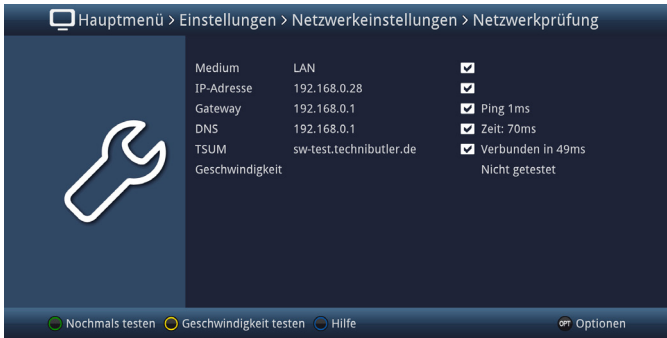 Hauptmenü > Einstellungen > Netzwerkeinstellungen > Netzwerkprüfung
Medium LAN
IP-Adresse 192.168.0.28
Gateway 192.168.0.1 Ping 1ms
DNS 192.168.0.1 Zeit: 70ms
TSUM sw-test.technibutler.de Verbunden in 49ms
Geschwindigkeit Nicht getestet
Nochmals testen Geschwindigkeit testen Hilfe OPT Optionen